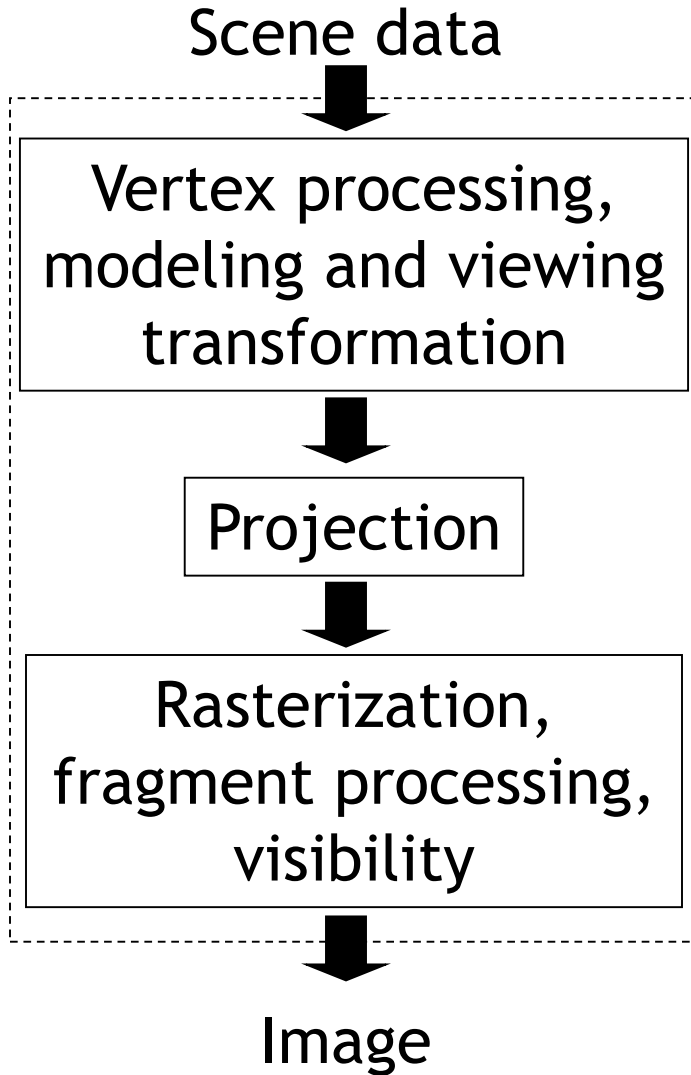 Scene data
Vertex processing,
modeling and viewing
transformation
Projection
Rasterization,
fragment processing,
visibility
Image